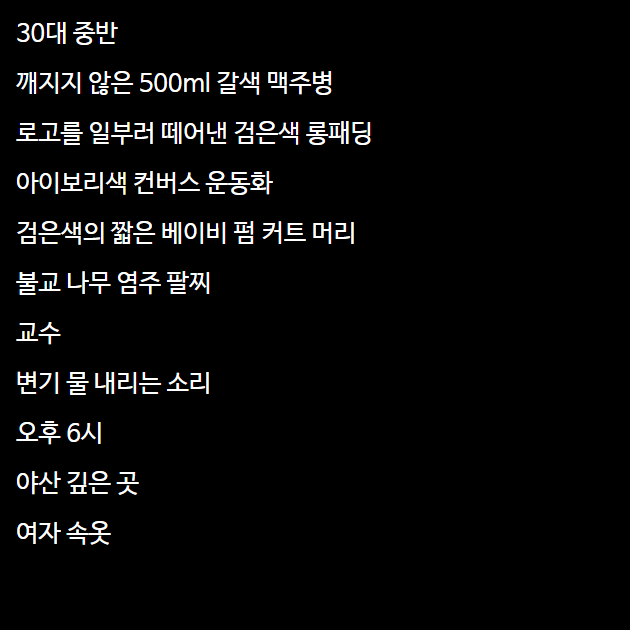 30대 중반
깨지지 않은 500ml 갈색 맥주병
로고를 일부러 떼어낸 검은색 롱패딩
아이보리색 컨버스 운동화
검은색의 짧은 베이비 펌 커트 머리
불교 나무 염주 팔찌
교수
변기 물 내리는 소리
오후 6시
야산 깊은 곳
여자 속옷